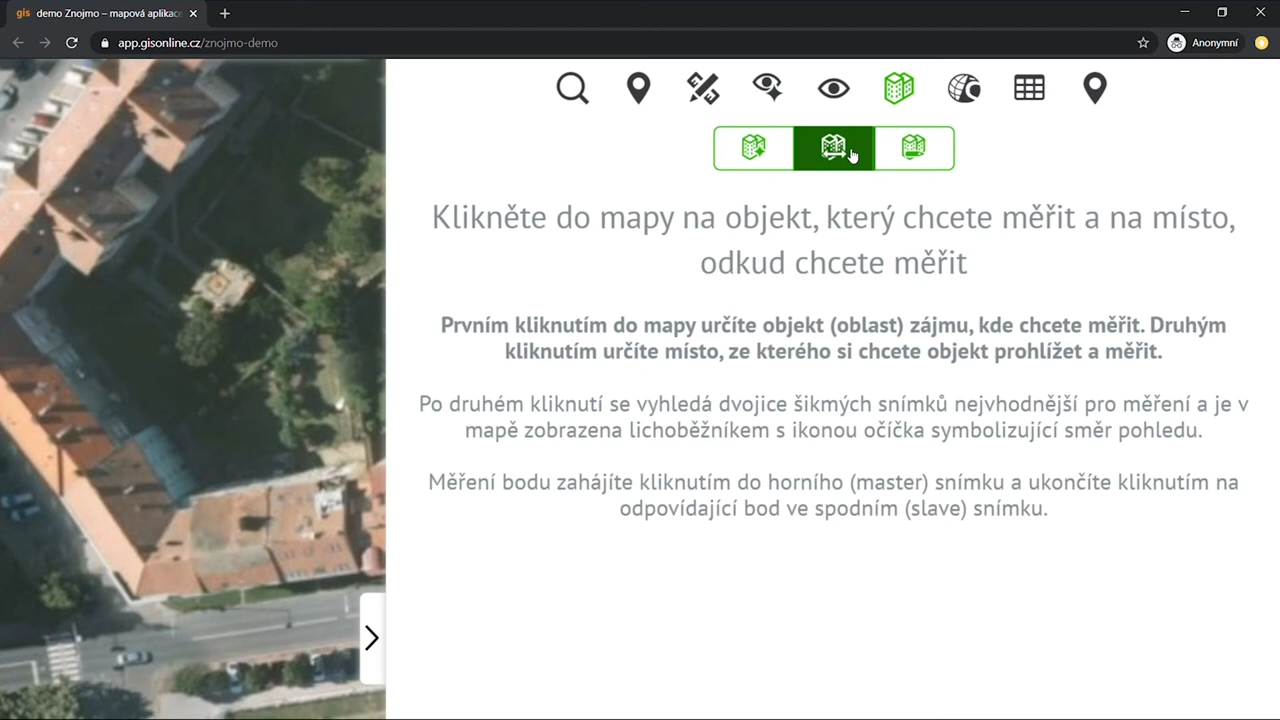 gis demo Znojmo – mapová aplikac
app.gisonline.cz/znojmo-demo
Anonymní
Klikněte do mapy na objekt, který chcete měřit a na místo,
odkud chcete měřit
Prvním kliknutím do mapy určíte objekt (oblast) zájmu, kde chcete měřit. Druhým
kliknutím určíte místo, ze kterého si chcete objekt prohlížet a měřit.
Po druhém kliknutí se vyhledá dvojice šikmých snímků nejvhodnější pro měření a je v
mapě zobrazena lichoběžníkem s ikonou očíčka symbolizující směr pohledu.
Měření bodu zahájíte kliknutím do horního (master) snímku a ukončíte kliknutím na
odpovídající bod ve spodním (slave) snímku.